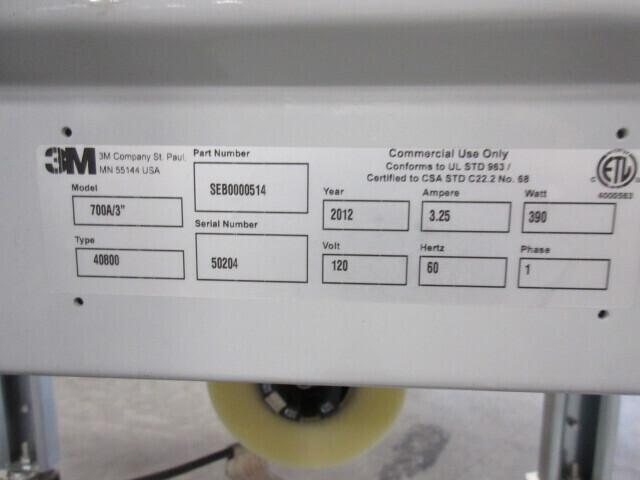 3M
3M Company St. Paul,
MN 55144 USA
Model
700A/3"
Type
40800
Part Number
SEB0000514
Serial Number
50204
Commercial Use Only
Conforms to UL STD 963 /
Certified to CSA STD C22.2 No. 68
Year
2012
Ampere
3.25
Watt
390
Volt
120
Hertz
60
Phase
1
C ETL
4000563